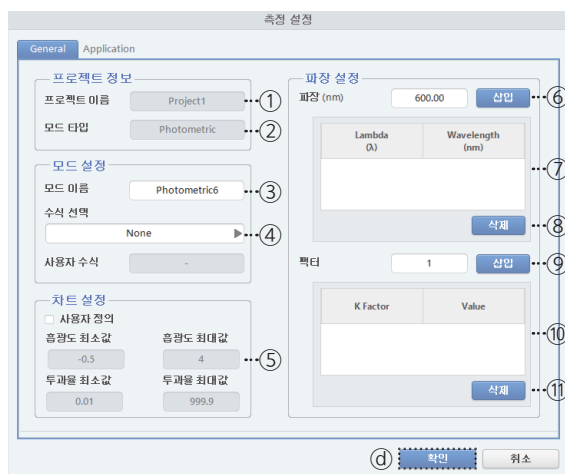 측정 설정
General Application
프로젝트 정보
프로젝트 이름 Project1 ①
모드 타입 Photometric ②
모드 설정
모드 이름 Photometric6 ③
수식 선택
None ④
사용자 수식 -
차트 설정
사용자 정의
흡광도 최소값 흡광도 최대값
-0.5 4 ⑤
투과율 최소값 투과율 최대값
0.01 999.9
파장 설정
파장 (nm) 600.00 삽입 ⑥
Lambda Wavelength
(λ) (nm)
⑦
삭제 ⑧
팩터 1 삽입 ⑨
K Factor Value
⑩
삭제 ⑪
ⓓ 확인 취소